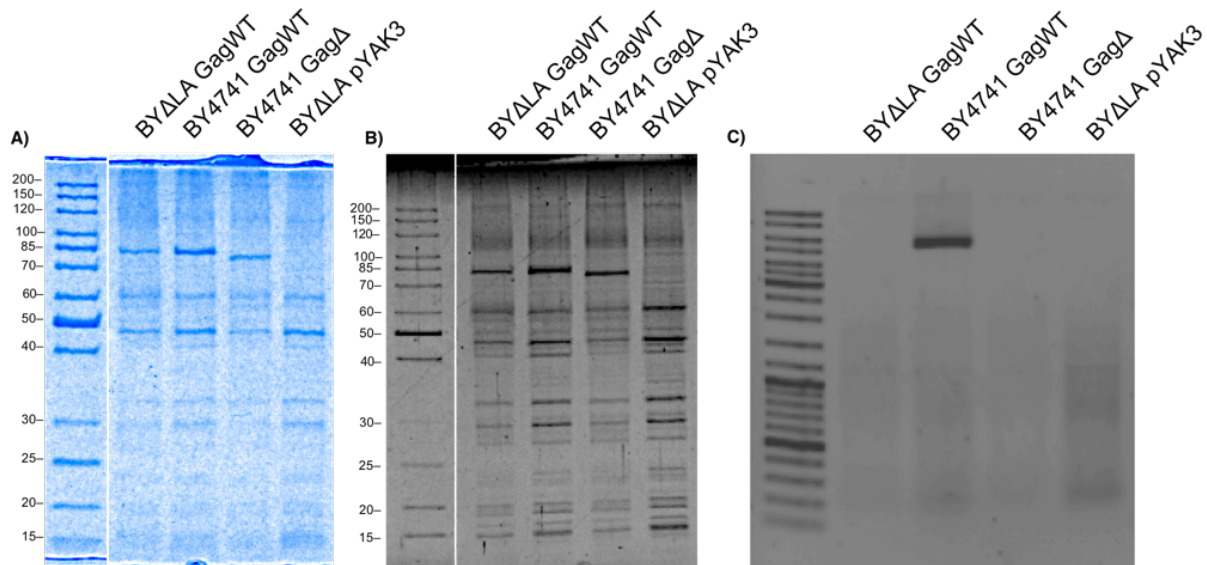 BYΔLA GagWT
BY4741 GagWT
BY4741 GagΔ
BYΔLA pYAK3
BYΔLA GagWT
BY4741 GagWT
BY4741 GagΔ
BYΔLA pYAK3
BYΔLA GagWT
BY4741 GagWT
BY4741 GagΔ
BYΔLA pYAK3
A)
200–
150–
120–
100–
85–
70–
60–
50–
40–
30–
25–
20–
15–
B)
200–
150–
120–
100–
85–
70–
60–
50–
40–
30–
25–
20–
15–
C)